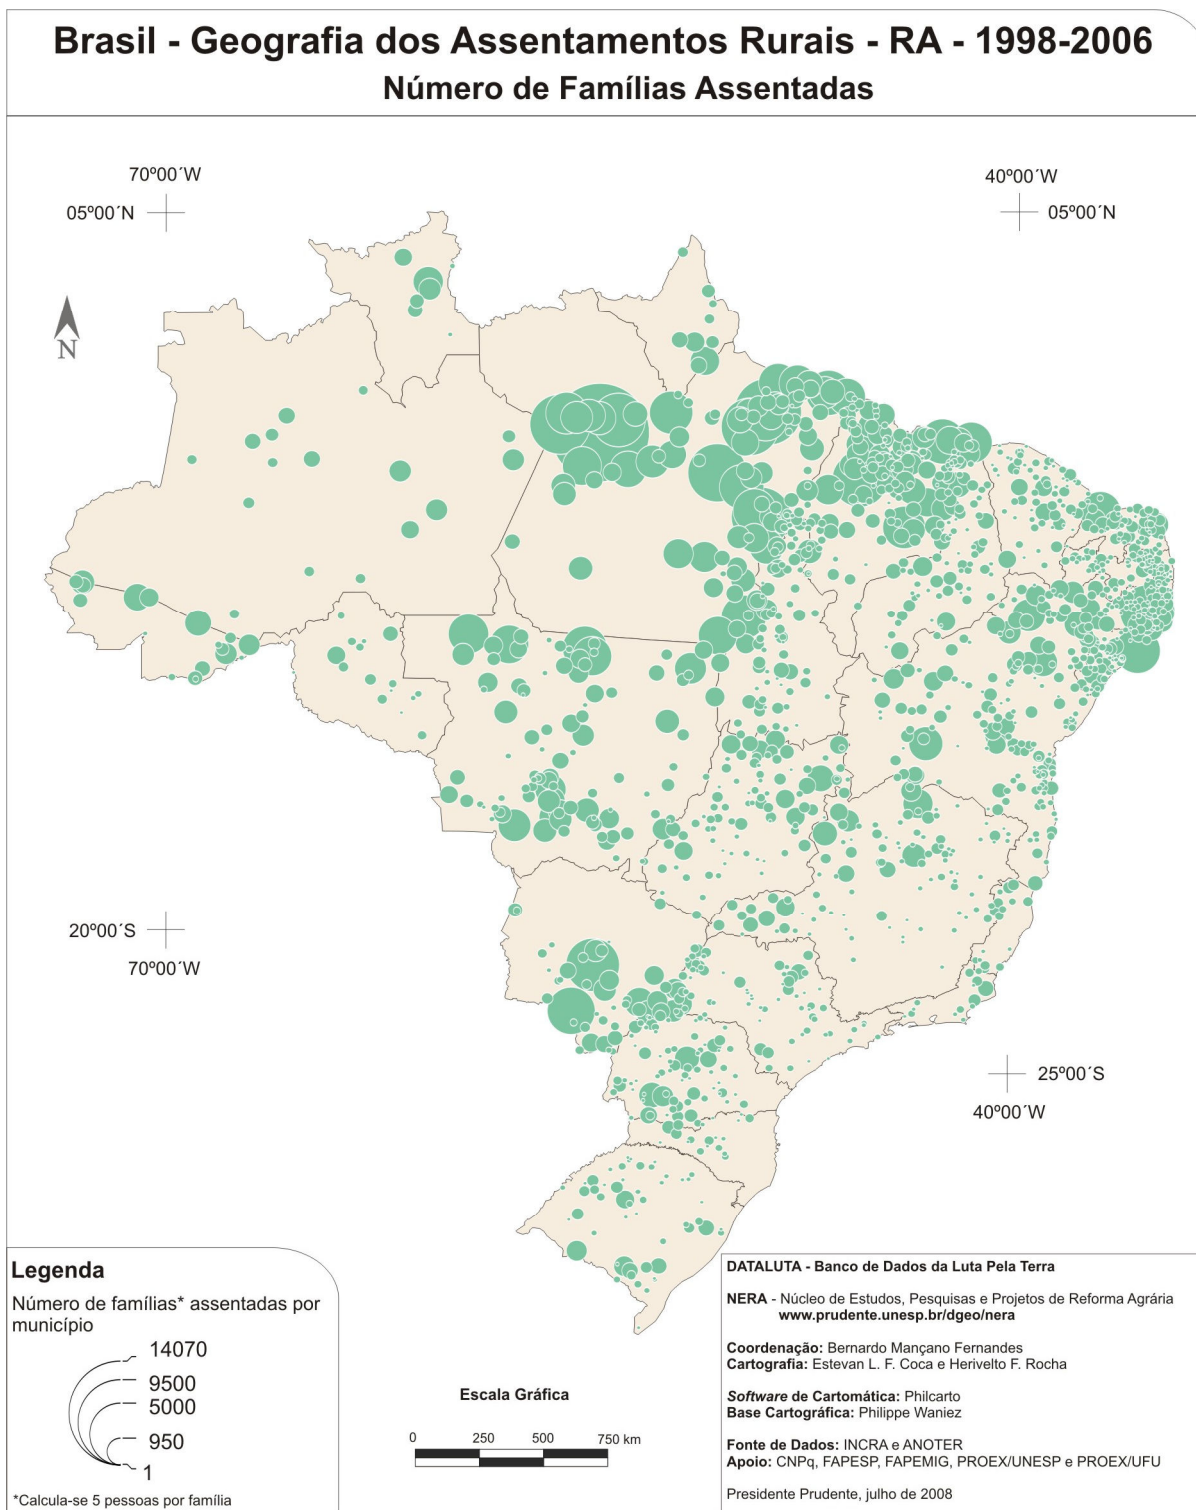 Brasil - Geografia dos Assentamentos Rurais - RA - 1998-2006
Número de Famílias Assentadas
70º00´W
40º00´W
05º00´N
05º00´N
N
20º00´S
70º00´W
25º00´S
40º00´W
Legenda
Número de famílias* assentadas por
município
14070
9500
5000
950
1
*Calcula-se 5 pessoas por família
Escala Gráfica
0 250 500 750 km
DATALUTA - Banco de Dados da Luta Pela Terra
NERA - Núcleo de Estudos, Pesquisas e Projetos de Reforma Agrária
www.prudente.unesp.br/dgeo/nera
Coordenação: Bernardo Mançano Fernandes
Cartografia: Estevan L. F. Coca e Herivelto F. Rocha
Software de Cartomática: Philcarto
Base Cartográfica: Philippe Waniez
Fonte de Dados: INCRA e ANOTER
Apoio: CNPq, FAPESP, FAPEMIG, PROEX/UNESP e PROEX/UFU
Presidente Prudente, julho de 2008